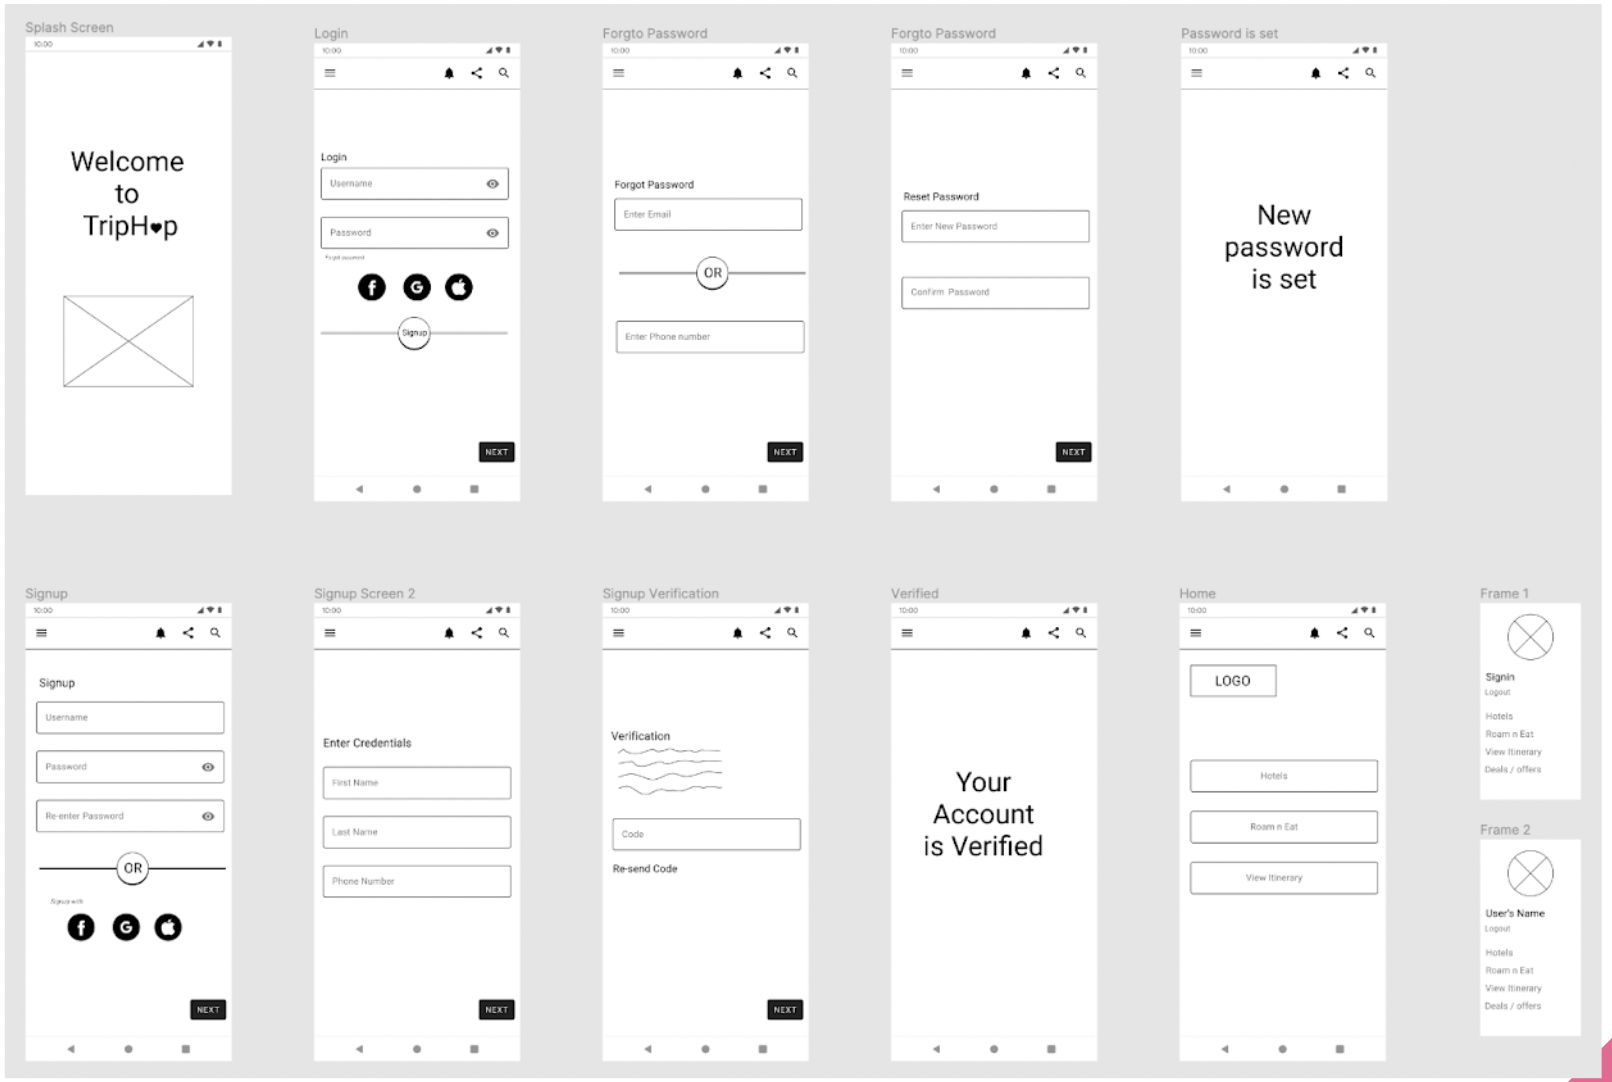 Splash Screen
10:00
Welcome
to
TripH♥p
Login
10:00
Login
Username
Password
Forgot password
Signup
NEXT
Forgto Password
10:00
Forgot Password
Enter Email
OR
Enter Phone number
NEXT
Forgto Password
10:00
Reset Password
Enter New Password
Confirm Password
NEXT
Password is set
10:00
New
password
is set
Signup
10:00
Signup
Username
Password
Re-enter Password
OR
Signup with
NEXT
Signup Screen 2
10:00
Enter Credentials
First Name
Last Name
Phone Number
NEXT
Signup Verification
10:00
Verification
Code
Re-send Code
NEXT
Verified
10:00
Your
Account
is Verified
Home
10:00
LOGO
Hotels
Roam n Eat
View Itinerary
Frame 1
Signin
Logout
Hotels
Roam n Eat
View Itinerary
Deals / offers
Frame 2
User's Name
Logout
Hotels
Roam n Eat
View Itinerary
Deals / offers